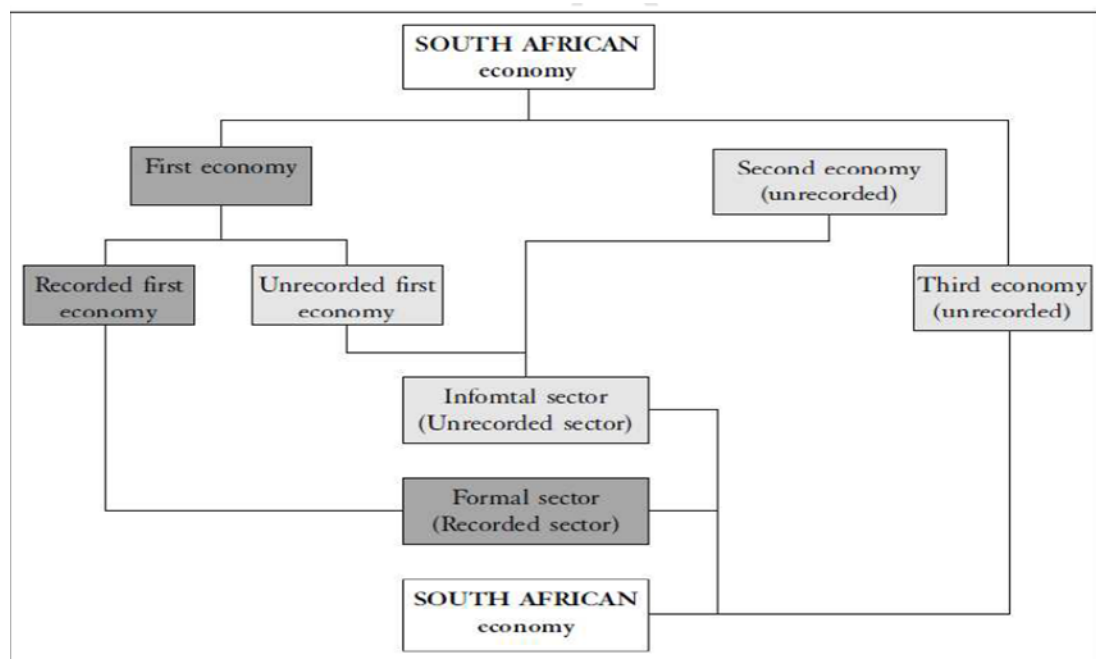 SOUTH AFRICAN
economy
First economy
Second economy
(unrecorded)
Recorded first
economy
Unrecorded first
economy
Third economy
(unrecorded)
Infomtal sector
(Unrecorded sector)
Formal sector
(Recorded sector)
SOUTH AFRICAN
economy